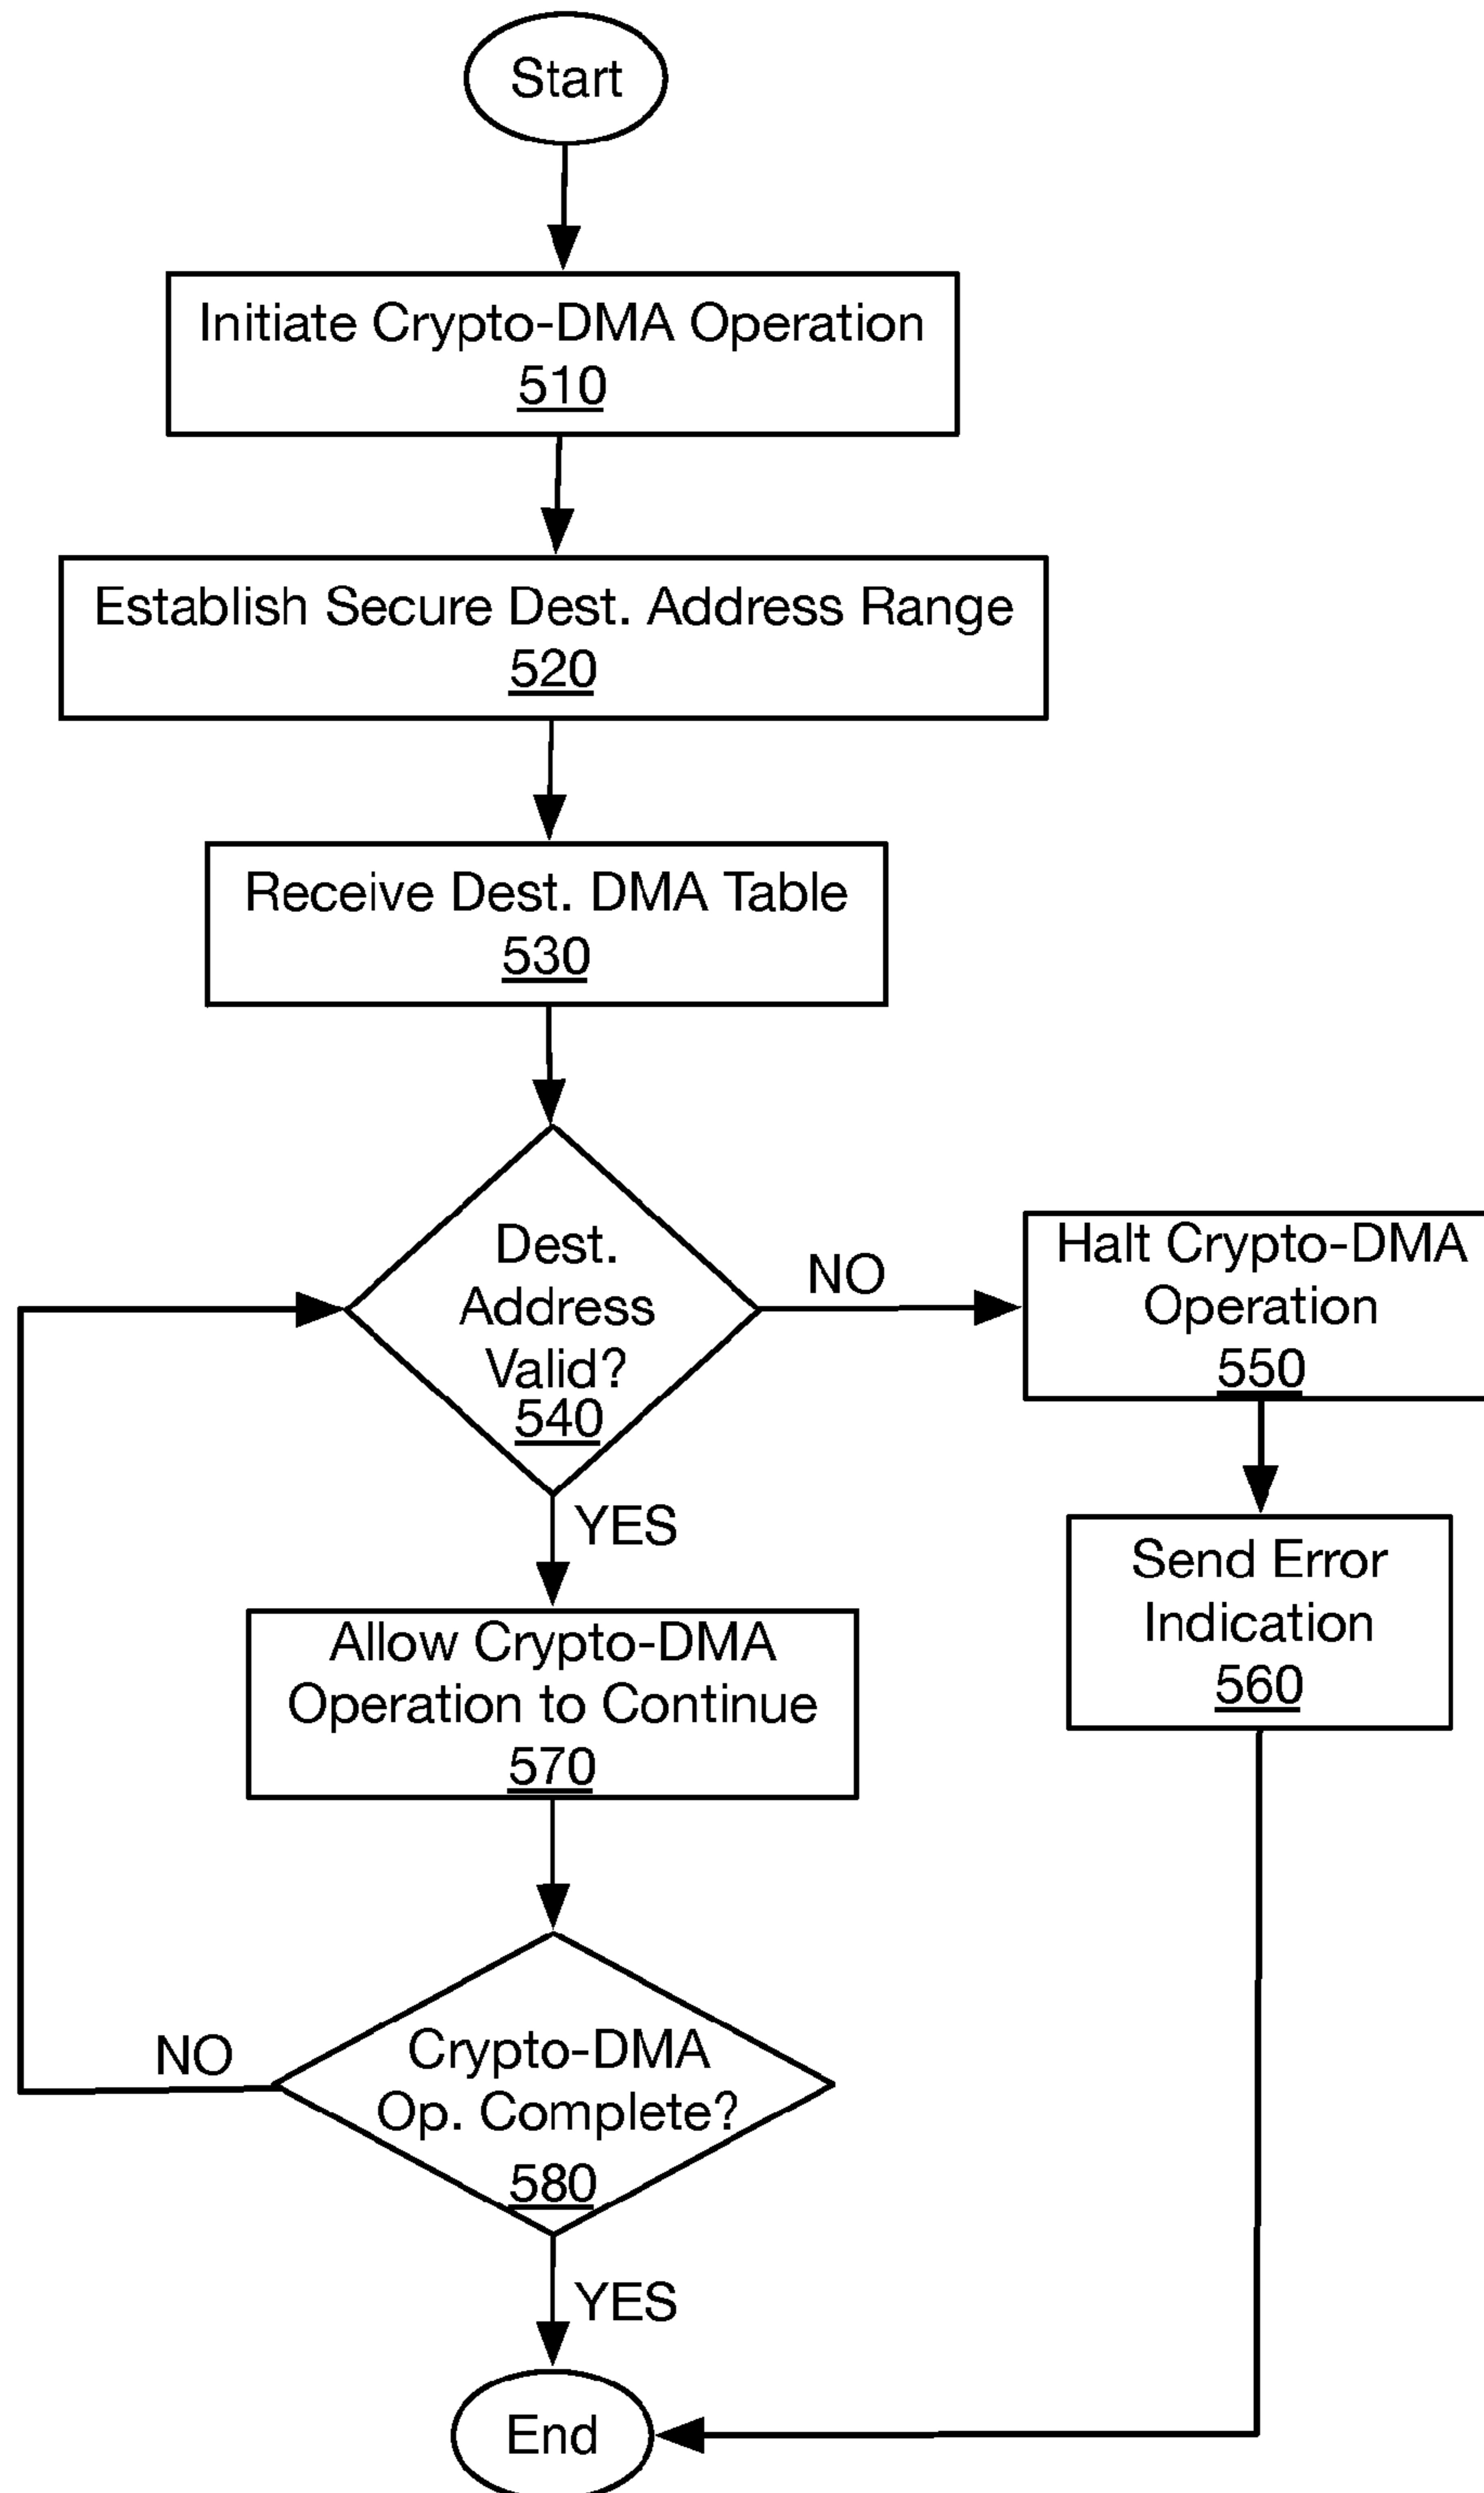 Start
Initiate Crypto-DMA Operation
510
Establish Secure Dest. Address Range
520
Receive Dest. DMA Table
530
Dest.
Address
Valid?
540
NO
Halt Crypto-DMA
Operation
550
YES
Send Error
Indication
560
Allow Crypto-DMA
Operation to Continue
570
NO
Crypto-DMA
Op. Complete?
580
YES
End